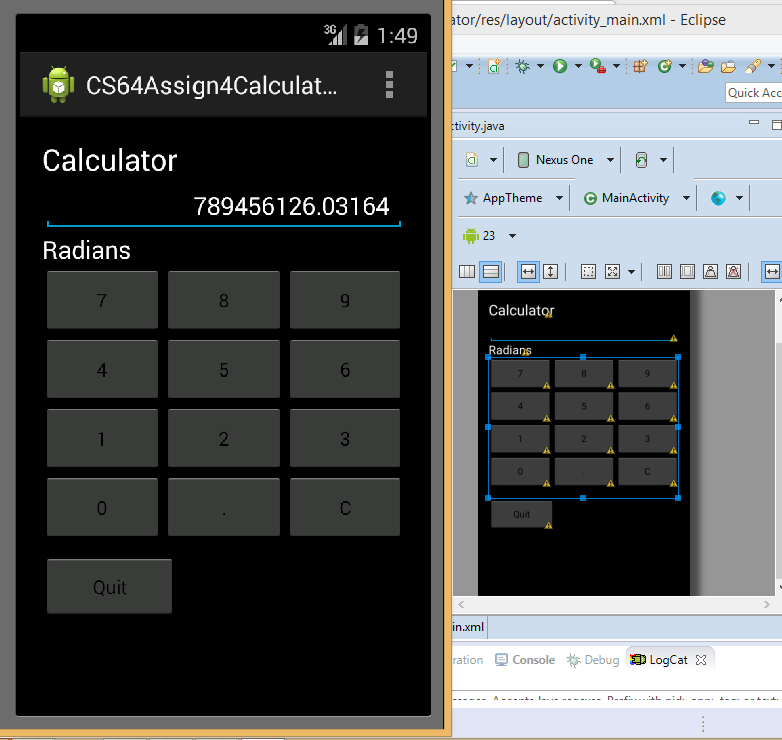 3G 1:49
CS64Assign4Calculat...
Calculator
789456126.03164
Radians
7 8 9
4 5 6
1 2 3
0 . C
Quit
ator/res/layout/activity_main.xml - Eclipse
Quick Acc
ctivity.java
Nexus One
AppTheme MainActivity
23
Calculator
Radians
7 8 9
4 5 6
1 2 3
0 . C
Quit
in.xml
ration Console Debug LogCat